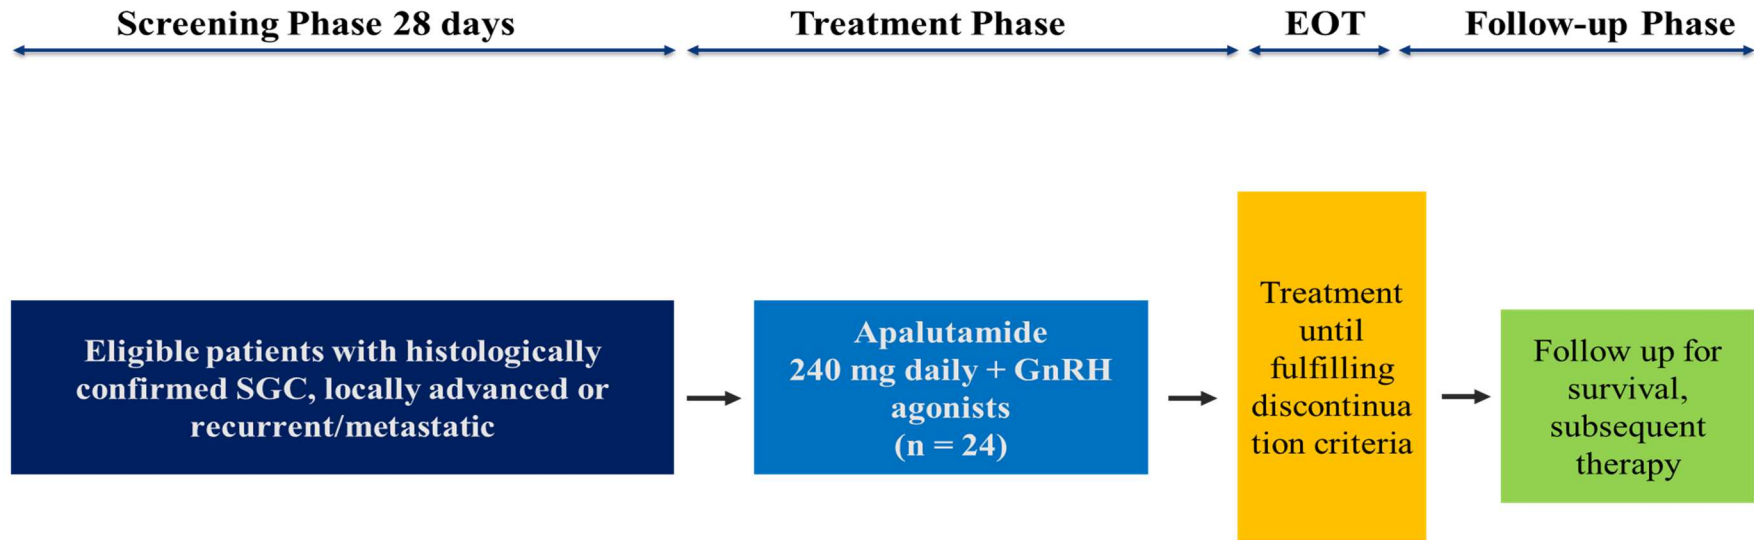 Screening Phase 28 days
Treatment Phase
EOT
Follow-up Phase
Eligible patients with histologically
confirmed SGC, locally advanced or
recurrent/metastatic
Apalutamide
240 mg daily + GnRH
agonists
(n = 24)
Treatment
until
fulfilling
discontinua
tion criteria
Follow up for
survival,
subsequent
therapy